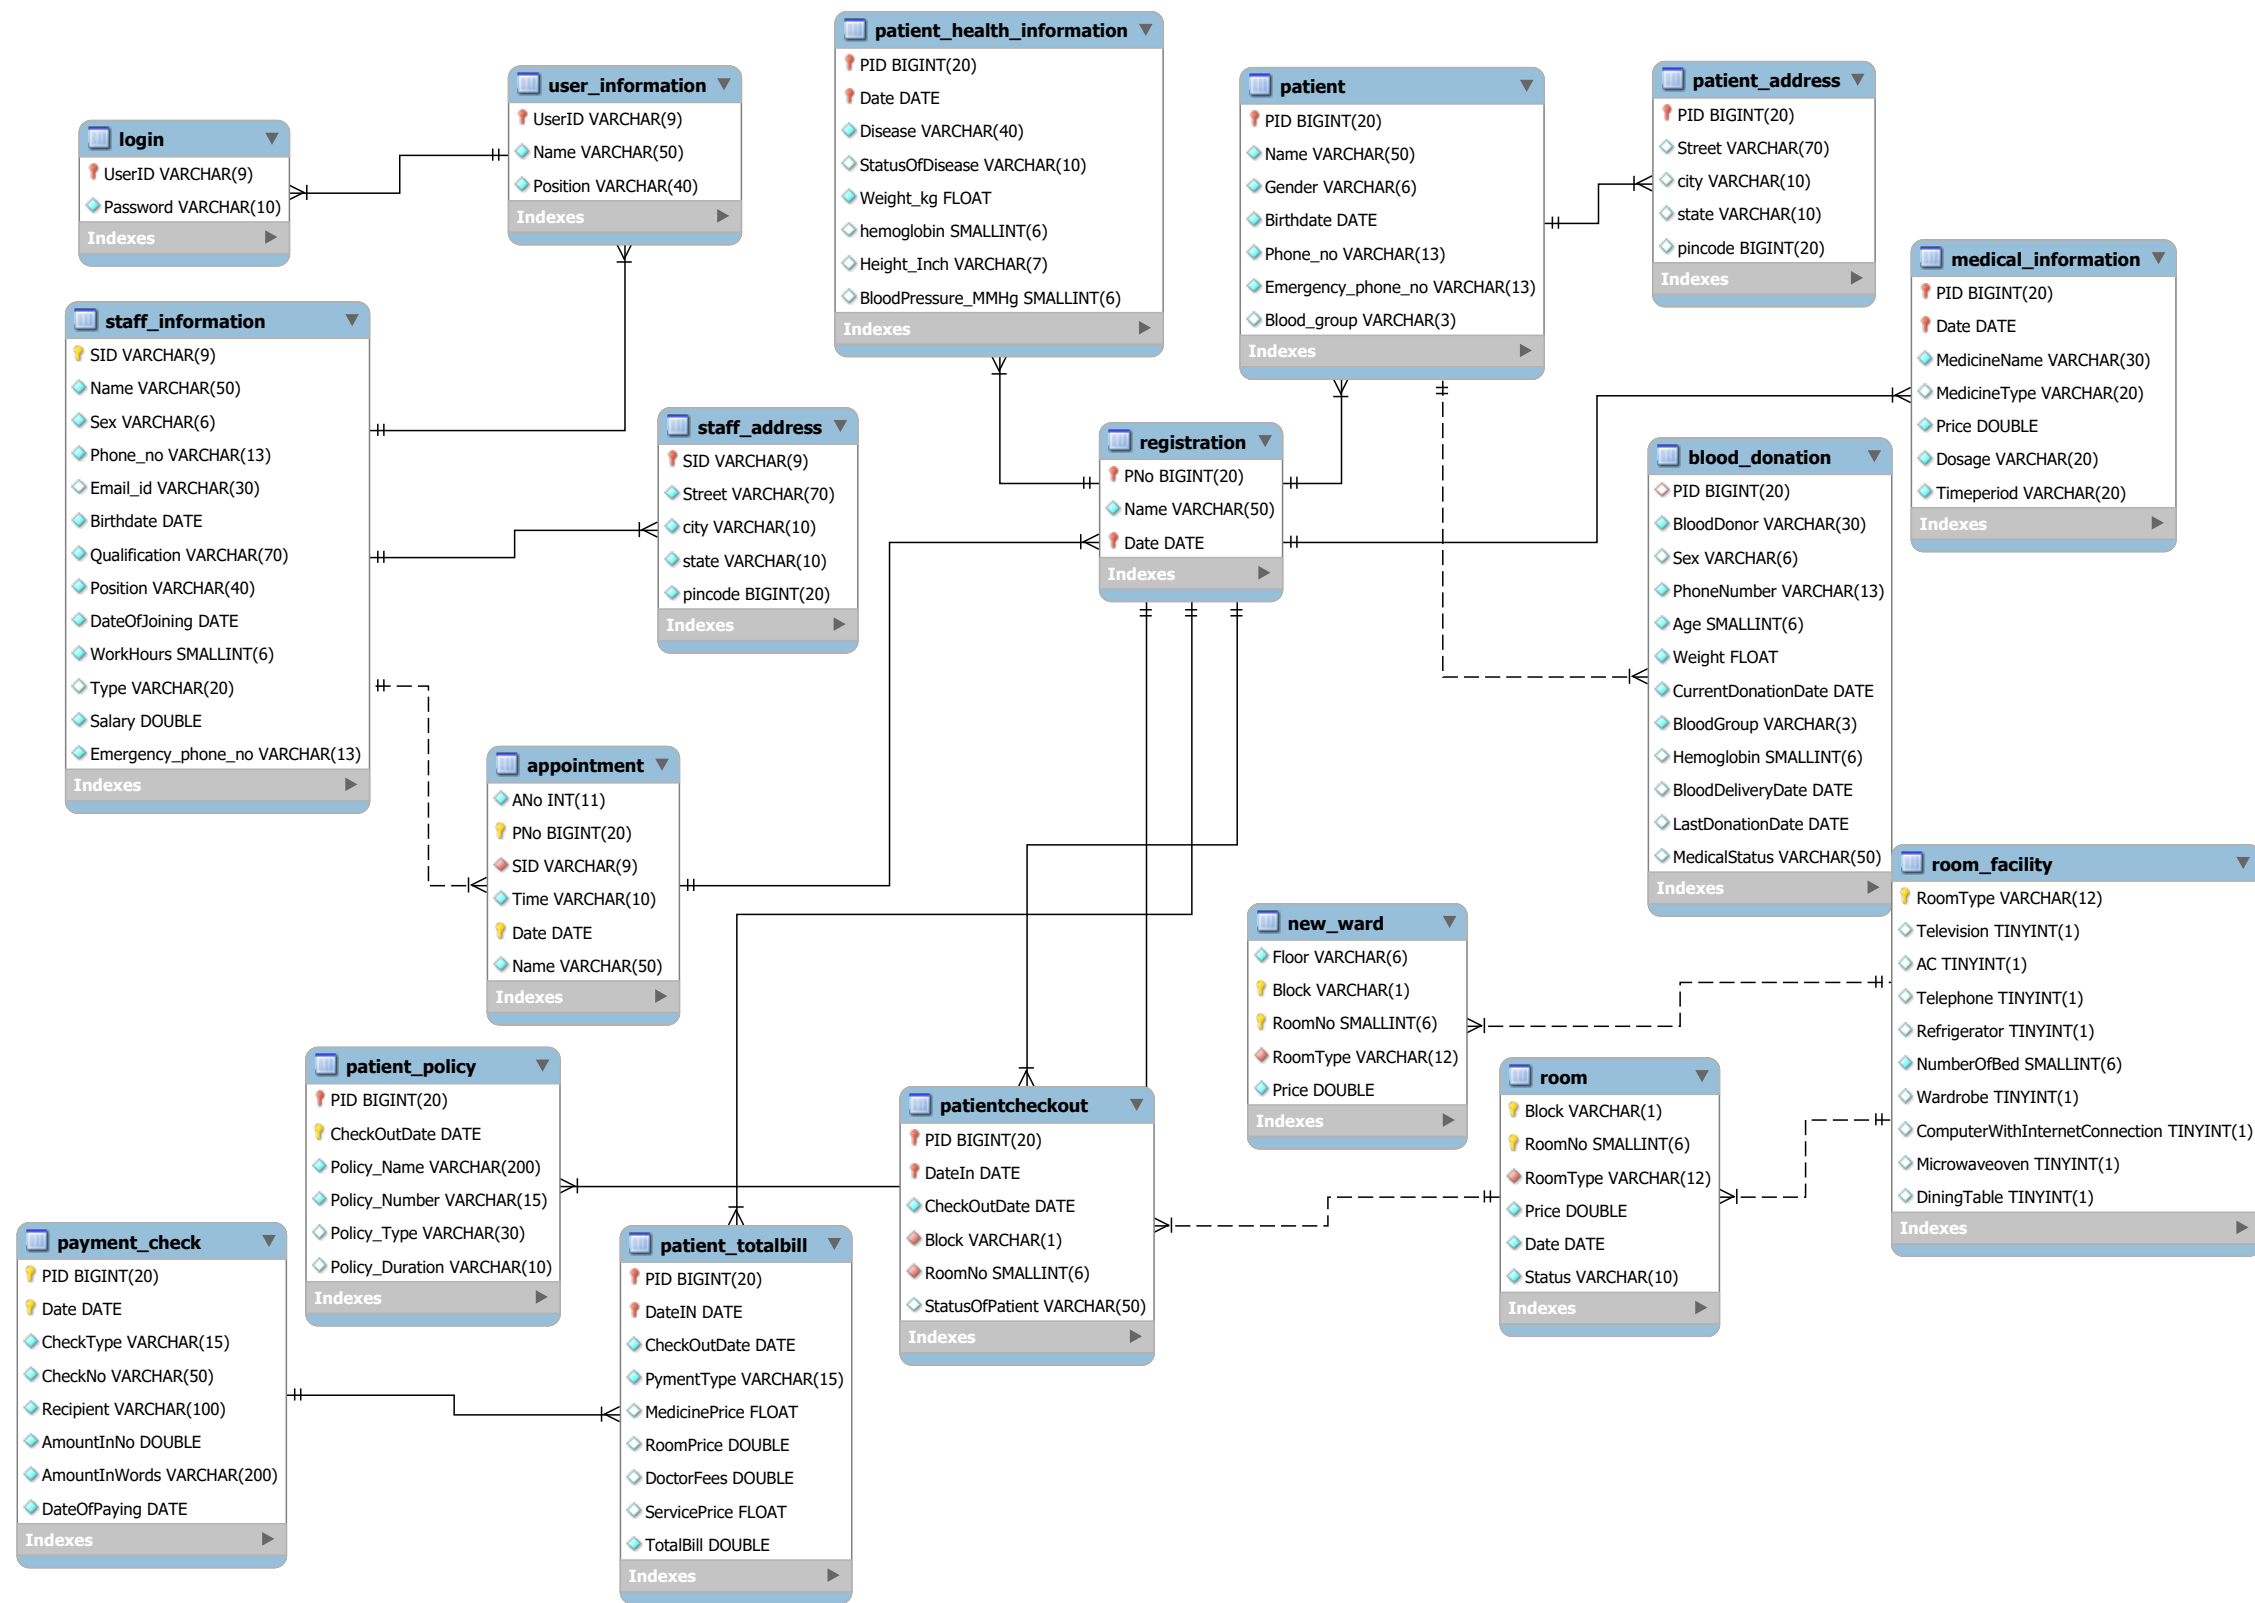 patient_health_information
PID BIGINT(20)
Date DATE
Disease VARCHAR(40)
StatusOfDisease VARCHAR(10)
Weight_kg FLOAT
hemoglobin SMALLINT(6)
Height_Inch VARCHAR(7)
BloodPressure_MMHg SMALLINT(6)
Indexes
user_information
UserID VARCHAR(9)
Name VARCHAR(50)
Position VARCHAR(40)
Indexes
patient
PID BIGINT(20)
Name VARCHAR(50)
Gender VARCHAR(6)
Birthdate DATE
Phone_no VARCHAR(13)
Emergency_phone_no VARCHAR(13)
Blood_group VARCHAR(3)
Indexes
patient_address
PID BIGINT(20)
Street VARCHAR(70)
city VARCHAR(10)
state VARCHAR(10)
pincode BIGINT(20)
Indexes
login
UserID VARCHAR(9)
Password VARCHAR(10)
Indexes
medical_information
PID BIGINT(20)
Date DATE
MedicineName VARCHAR(30)
MedicineType VARCHAR(20)
Price DOUBLE
Dosage VARCHAR(20)
Timeperiod VARCHAR(20)
Indexes
staff_information
SID VARCHAR(9)
Name VARCHAR(50)
Sex VARCHAR(6)
Phone_no VARCHAR(13)
Email_id VARCHAR(30)
Birthdate DATE
Qualification VARCHAR(70)
Position VARCHAR(40)
DateOfJoining DATE
WorkHours SMALLINT(6)
Type VARCHAR(20)
Salary DOUBLE
Emergency_phone_no VARCHAR(13)
Indexes
staff_address
SID VARCHAR(9)
Street VARCHAR(70)
city VARCHAR(10)
state VARCHAR(10)
pincode BIGINT(20)
Indexes
registration
PNo BIGINT(20)
Name VARCHAR(50)
Date DATE
Indexes
blood_donation
PID BIGINT(20)
BloodDonor VARCHAR(30)
Sex VARCHAR(6)
PhoneNumber VARCHAR(13)
Age SMALLINT(6)
Weight FLOAT
CurrentDonationDate DATE
BloodGroup VARCHAR(3)
Hemoglobin SMALLINT(6)
BloodDeliveryDate DATE
LastDonationDate DATE
MedicalStatus VARCHAR(50)
Indexes
appointment
ANo INT(11)
PNo BIGINT(20)
SID VARCHAR(9)
Time VARCHAR(10)
Date DATE
Name VARCHAR(50)
Indexes
room_facility
RoomType VARCHAR(12)
Television TINYINT(1)
AC TINYINT(1)
Telephone TINYINT(1)
Refrigerator TINYINT(1)
NumberOfBed SMALLINT(6)
Wardrobe TINYINT(1)
ComputerWithInternetConnection TINYINT(1)
Microwaveoven TINYINT(1)
DiningTable TINYINT(1)
Indexes
new_ward
Floor VARCHAR(6)
Block VARCHAR(1)
RoomNo SMALLINT(6)
RoomType VARCHAR(12)
Price DOUBLE
Indexes
patient_policy
PID BIGINT(20)
CheckOutDate DATE
Policy_Name VARCHAR(200)
Policy_Number VARCHAR(15)
Policy_Type VARCHAR(30)
Policy_Duration VARCHAR(10)
Indexes
room
Block VARCHAR(1)
RoomNo SMALLINT(6)
RoomType VARCHAR(12)
Price DOUBLE
Date DATE
Status VARCHAR(10)
Indexes
patientcheckout
PID BIGINT(20)
DateIn DATE
CheckOutDate DATE
Block VARCHAR(1)
RoomNo SMALLINT(6)
StatusOfPatient VARCHAR(50)
Indexes
payment_check
PID BIGINT(20)
Date DATE
CheckType VARCHAR(15)
CheckNo VARCHAR(50)
Recipient VARCHAR(100)
AmountInNo DOUBLE
AmountInWords VARCHAR(200)
DateOfPaying DATE
Indexes
patient_totalbill
PID BIGINT(20)
DateIN DATE
CheckOutDate DATE
PymentType VARCHAR(15)
MedicinePrice FLOAT
RoomPrice DOUBLE
DoctorFees DOUBLE
ServicePrice FLOAT
TotalBill DOUBLE
Indexes